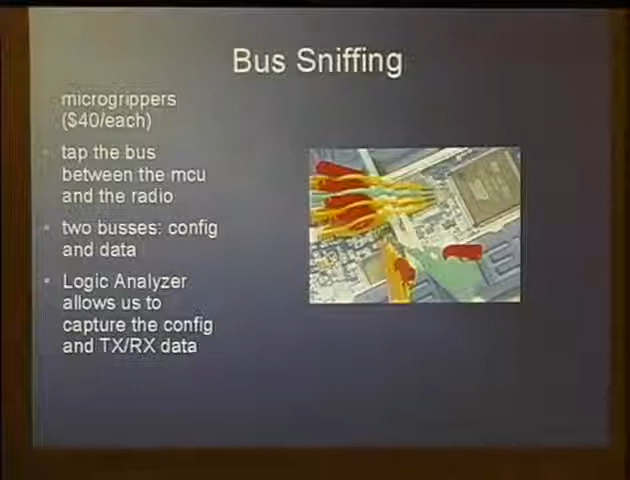 Bus Sniffing
microgrippers
($40/each)
tap the bus
between the mcu
and the radio
two busses: config
and data
Logic Analyzer
allows us to
capture the config
and TX/RX data